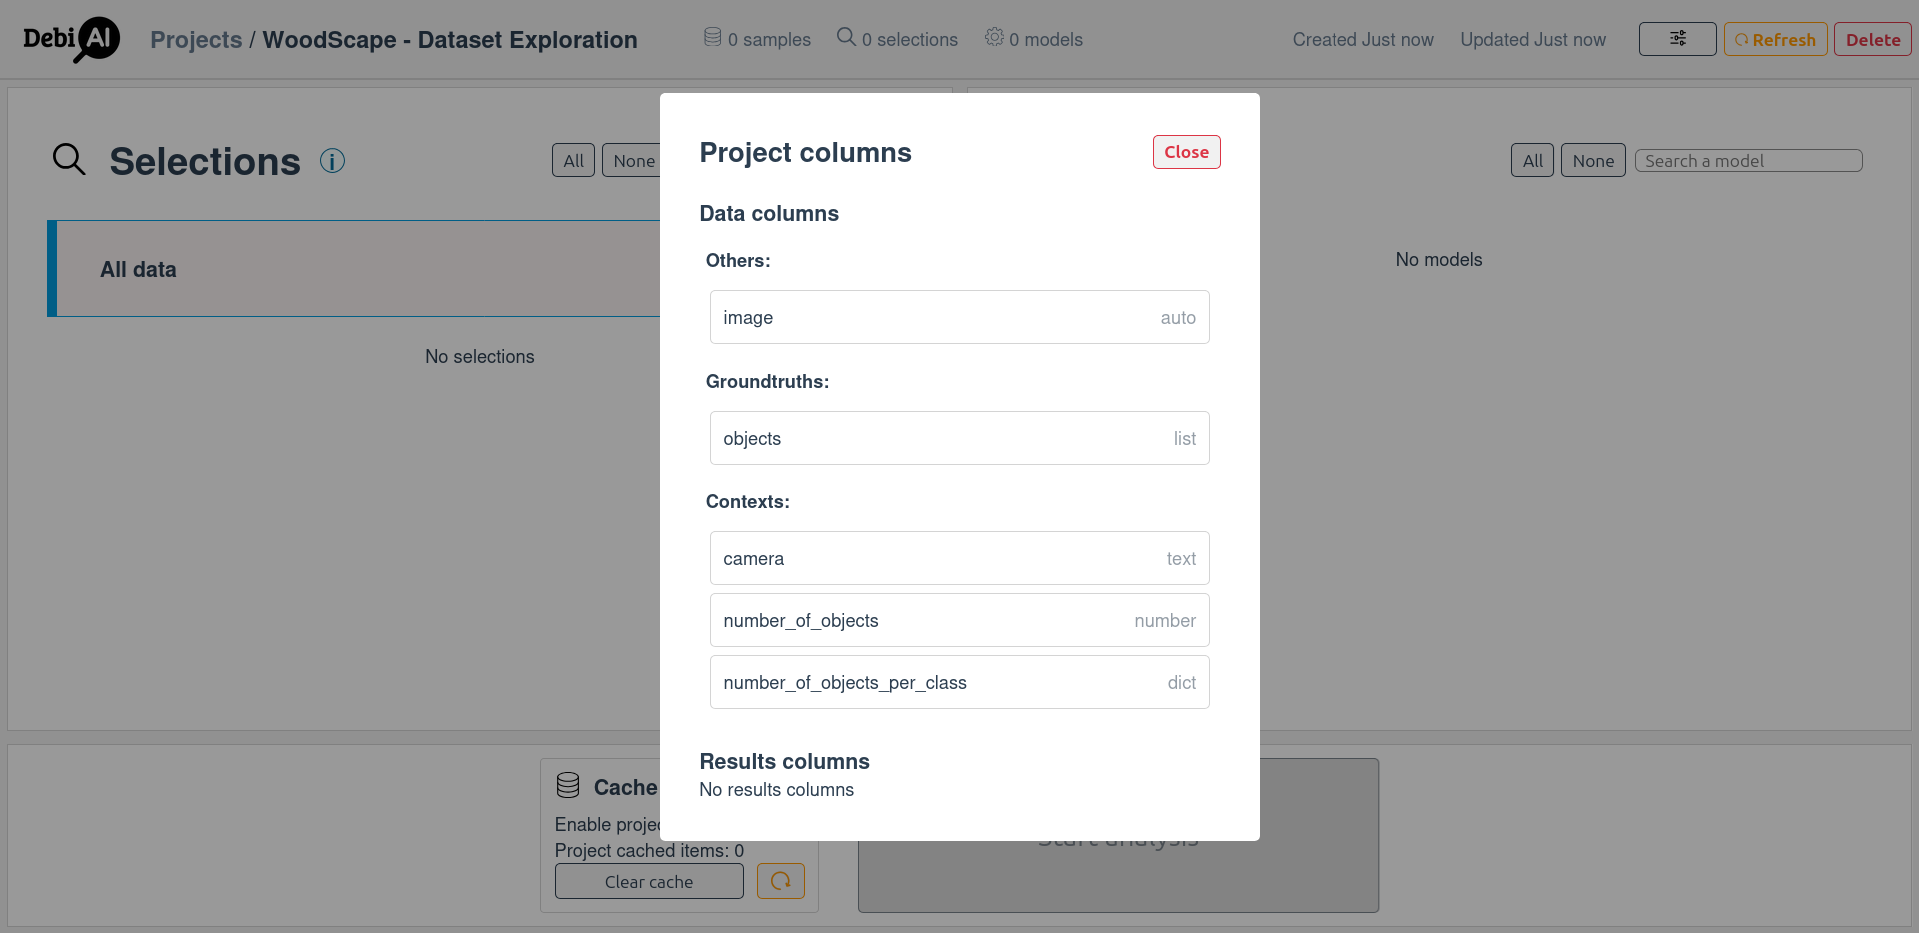 DebiAI
Projects / WoodScape - Dataset Exploration
0 samples
0 selections
0 models
Created Just now
Updated Just now
Refresh
Delete
Selections
i
All
None
All data
No selections
All
None
Search a model
No models
Project columns
Close
Data columns
Others:
image auto
Groundtruths:
objects list
Contexts:
camera text
number_of_objects number
number_of_objects_per_class dict
Results columns
No results columns
Cache
Enable
Project cached items: 0
Clear cache
Start analysis